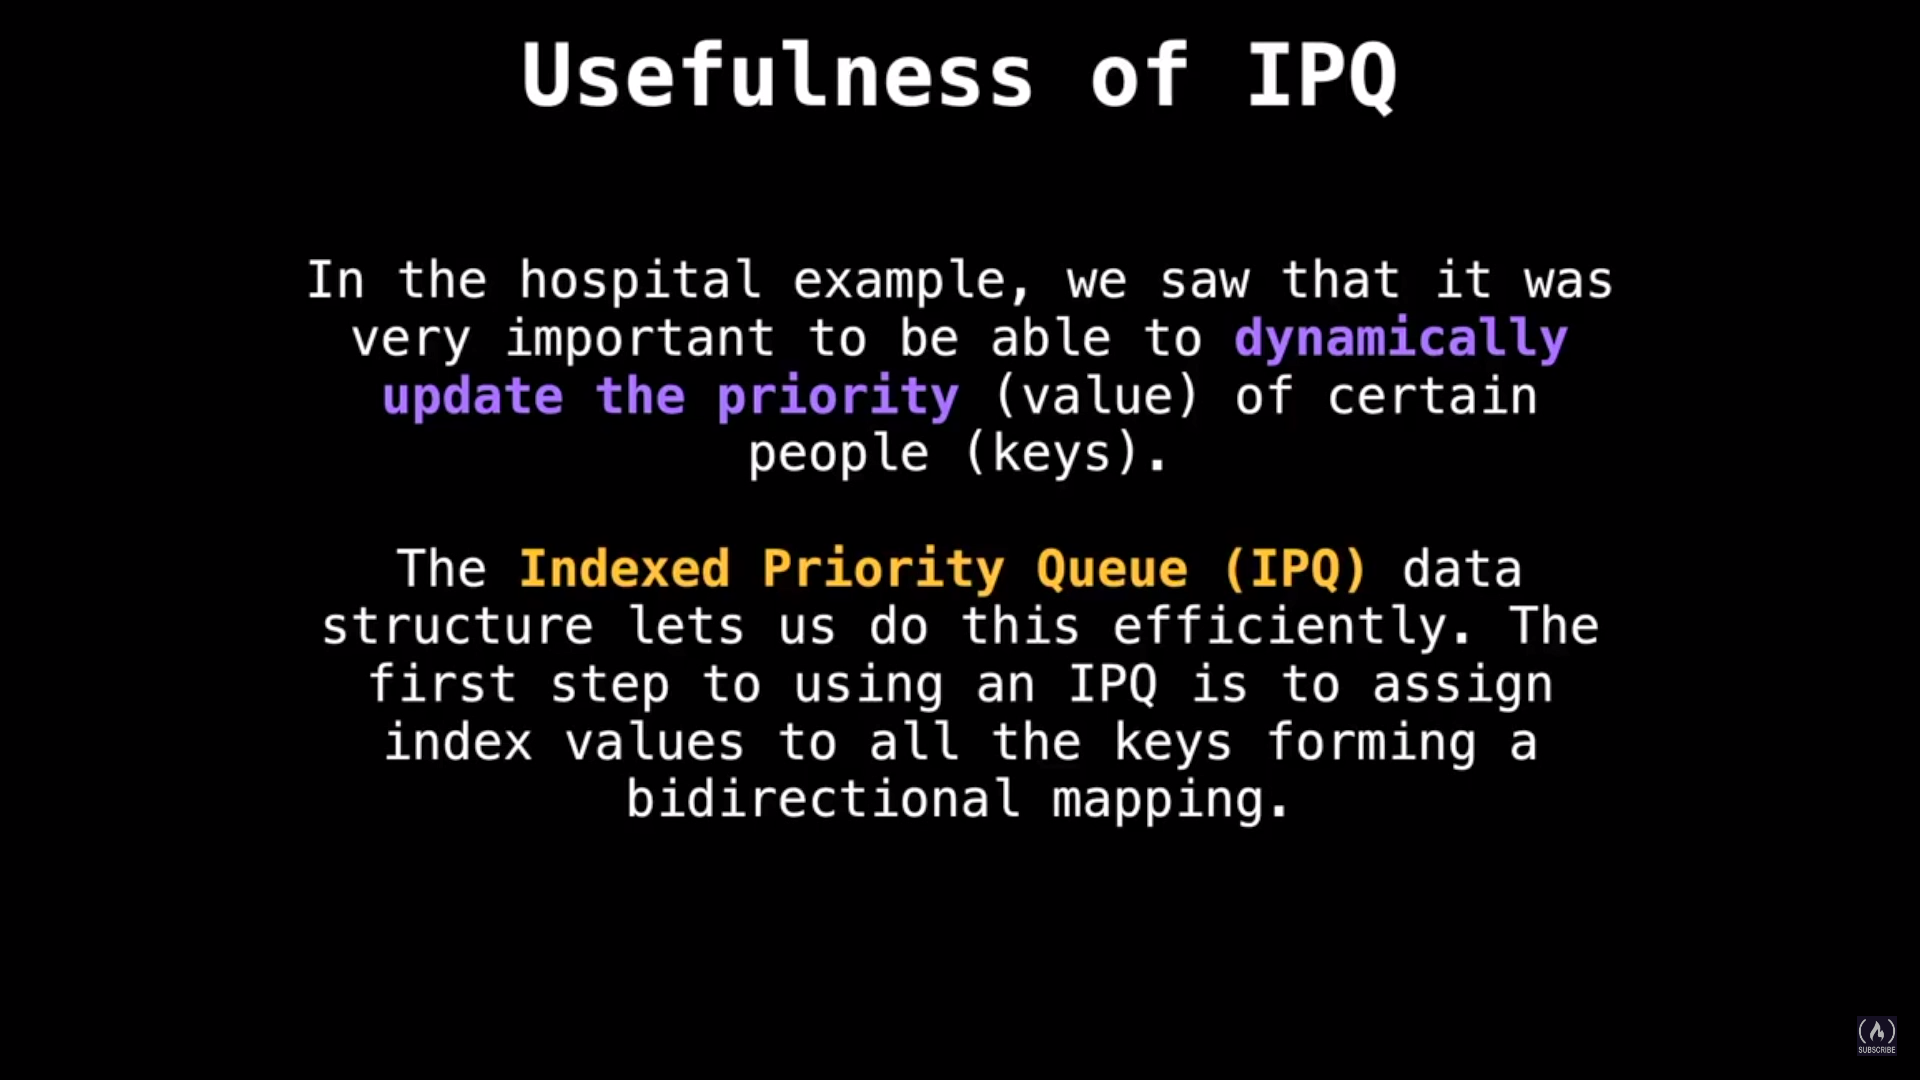 Usefulness of IPQ
In the hospital example, we saw that it was
very important to be able to dynamically
update the priority (value) of certain
people (keys).
The Indexed Priority Queue (IPQ) data
structure lets us do this efficiently. The
first step to using an IPQ is to assign
index values to all the keys forming a
bidirectional mapping.
SUBSCRIBE